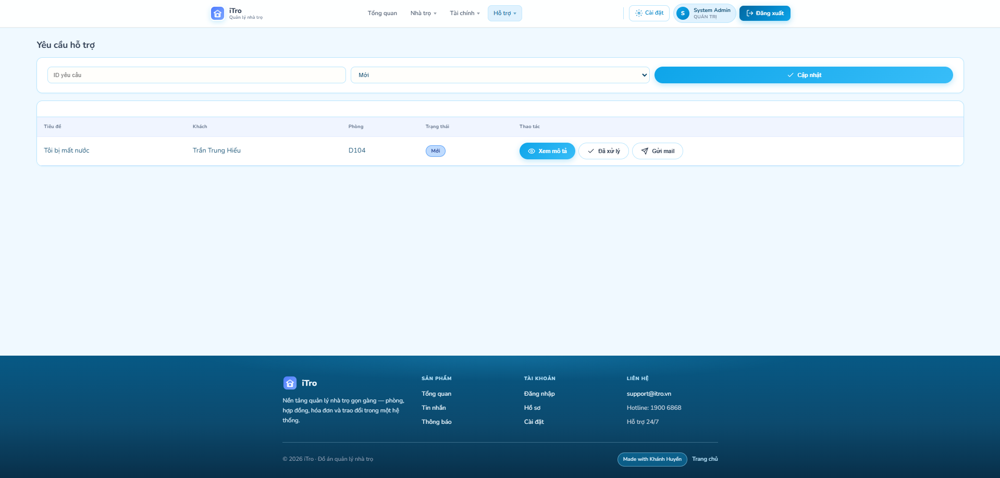 iTro
Quản lý nhà trọ
Tổng quan
Nhà trọ
Tài chính
Hỗ trợ
Cài đặt
S
System Admin
QUẢN TRỊ
Đăng xuất
Yêu cầu hỗ trợ
ID yêu cầu
Mới
Cập nhật
Tiêu đề
Khách
Phòng
Trạng thái
Thao tác
Tôi bị mất nước
Trần Trung Hiếu
D104
Mới
Xem mô tả
Đã xử lý
Gửi mail
iTro
Nền tảng quản lý nhà trọ gọn gàng — phòng,
hợp đồng, hóa đơn và trao đổi trong một hệ
thống.
SẢN PHẨM
Tổng quan
Tin nhắn
Thông báo
TÀI KHOẢN
Đăng nhập
Hồ sơ
Cài đặt
LIÊN HỆ
support@itro.vn
Hotline: 1900 6868
Hỗ trợ 24/7
© 2026 iTro · Đồ án quản lý nhà trọ
Made with Khánh Huyền
Trang chủ